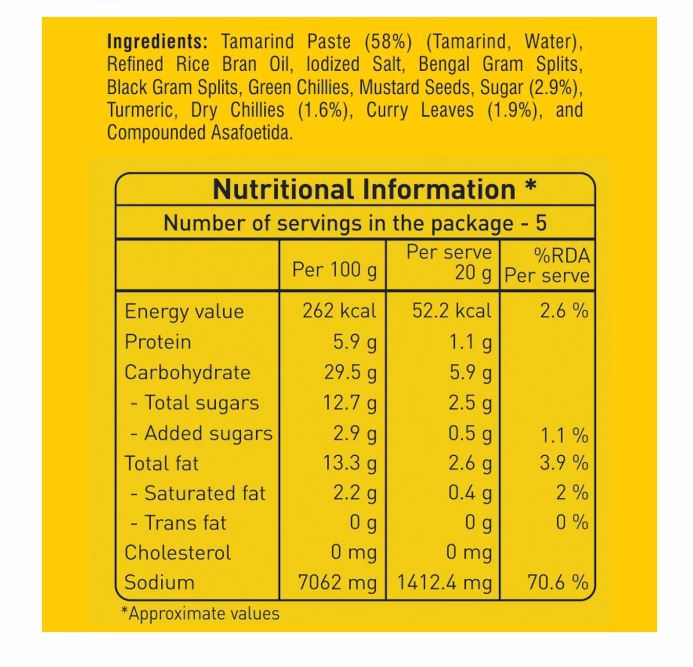 Ingredients: Tamarind Paste (58%) (Tamarind, Water),
Refined Rice Bran Oil, Iodized Salt, Bengal Gram Splits,
Black Gram Splits, Green Chillies, Mustard Seeds, Sugar (2.9%),
Turmeric, Dry Chillies (1.6%), Curry Leaves (1.9%), and
Compounded Asafoetida.
Nutritional Information *
Number of servings in the package - 5
Per 100 g Per serve 20 g %RDA Per serve
Energy value 262 kcal 52.2 kcal 2.6 %
Protein 5.9 g 1.1 g
Carbohydrate 29.5 g 5.9 g
- Total sugars 12.7 g 2.5 g
- Added sugars 2.9 g 0.5 g 1.1 %
Total fat 13.3 g 2.6 g 3.9 %
- Saturated fat 2.2 g 0.4 g 2 %
- Trans fat 0 g 0 g 0 %
Cholesterol 0 mg 0 mg
Sodium 7062 mg 1412.4 mg 70.6 %
*Approximate values